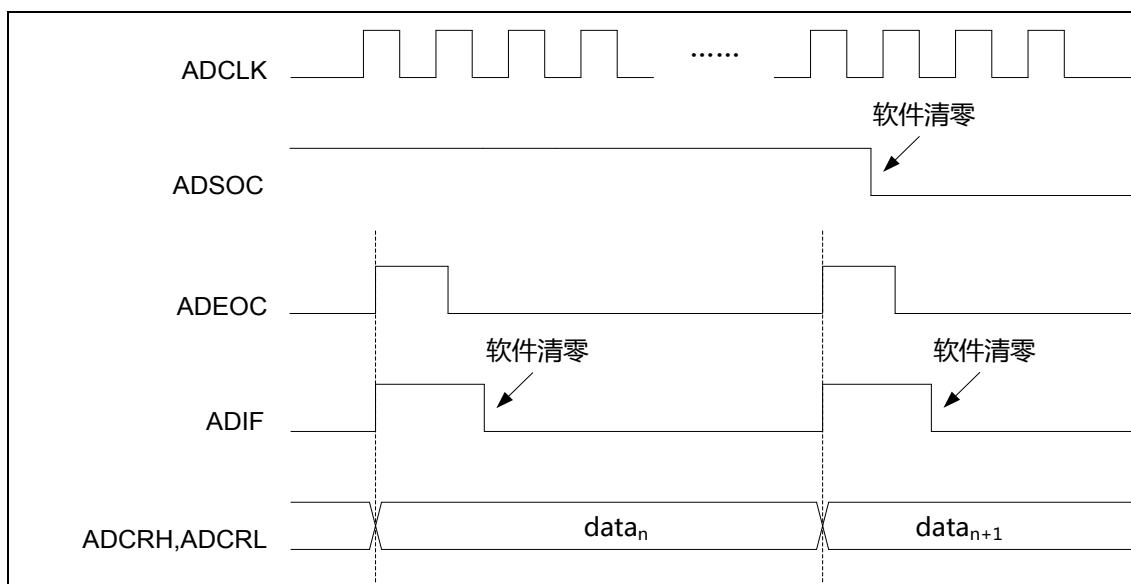 ADCLK
......
软件清零
ADSOC
ADEOC
软件清零
软件清零
ADIF
ADCRH,ADCRL
dataₙ
dataₙ₊₁